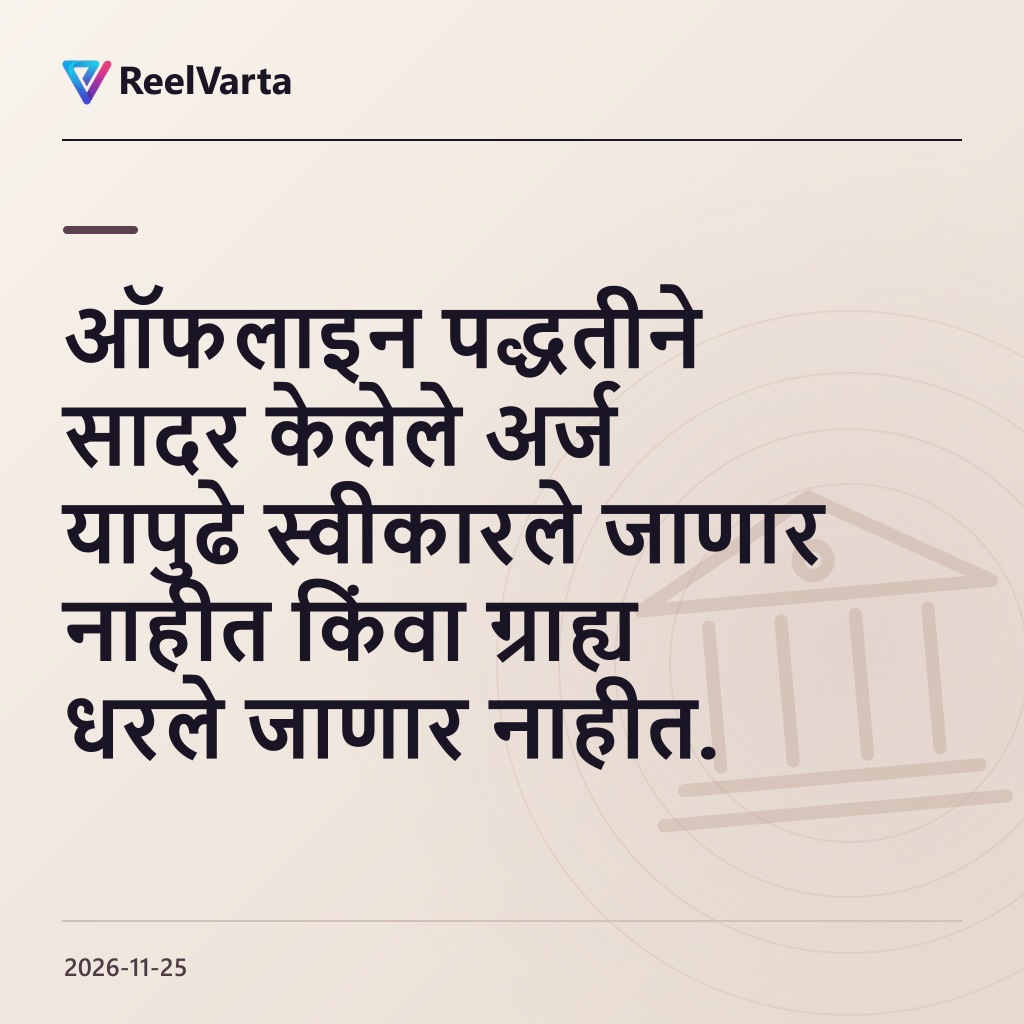 ReelVarta
ऑफलाइन पद्धतीने
सादर केलेले अर्ज
यापुढे स्वीकारले जाणार
नाहीत किंवा ग्राह्य
धरले जाणार नाहीत.
2026-11-25